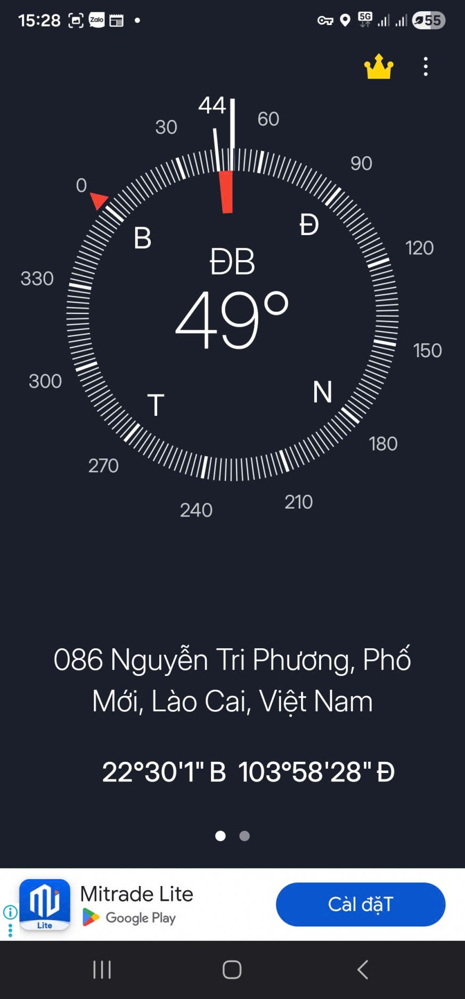 15:28 Zalo 5G 55
44
30 60
0 90
B Đ
ĐB
120
330
49°
150
300
T N
180
270
210
240
086 Nguyễn Tri Phương, Phố
Mới, Lào Cai, Việt Nam
22°30'1" B 103°58'28" Đ
Mitrade Lite
Google Play
Lite
Càl đặT